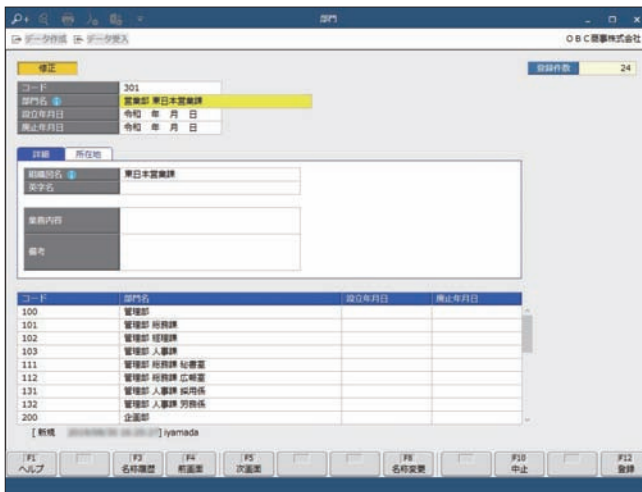 部門
データ作成 データ受入
ＯＢＣ商事株式会社
修正
登録件数 24
コード 301
部門名 営業部 東日本営業課
設立年月日 令和 年 月 日
廃止年月日 令和 年 月 日
詳細 所在地
組織図名 東日本営業課
英字名
業務内容
備考
コード 部門名 設立年月日 廃止年月日
100 管理部
101 管理部 総務課
102 管理部 経理課
103 管理部 人事課
111 管理部 総務課 秘書室
112 管理部 総務課 広報室
131 管理部 人事課 採用係
132 管理部 人事課 労務係
200 企画部
[ 新規 ] iyamada
F1 F3 F4 F5 F8 F10 F12
ヘルプ 名称履歴 前画面 次画面 名称変更 中止 登録